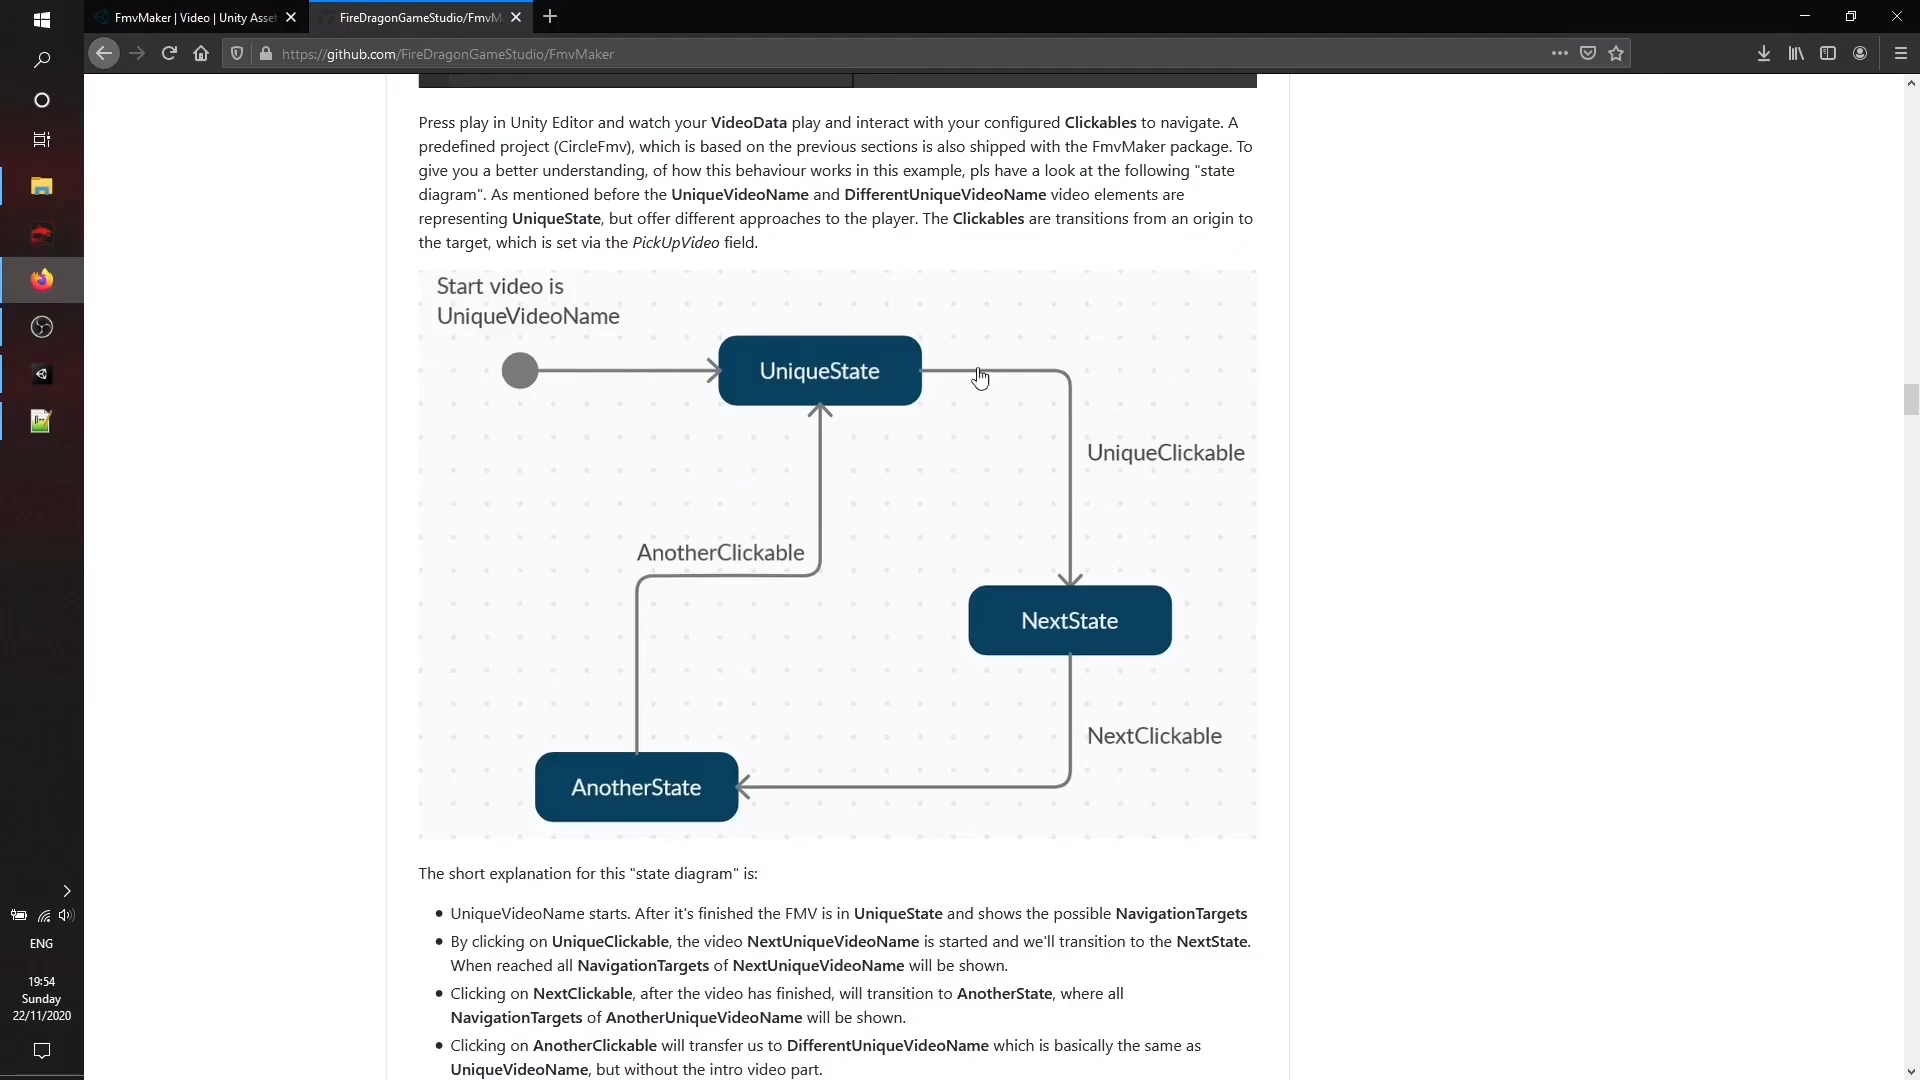 FmvMaker | Video | Unity Asset
FireDragonGameStudio/FmvM
https://github.com/FireDragonGameStudio/FmvMaker
Press play in Unity Editor and watch your VideoData play and interact with your configured Clickables to navigate. A
predefined project (CircleFmv), which is based on the previous sections is also shipped with the FmvMaker package. To
give you a better understanding, of how this behaviour works in this example, pls have a look at the following "state
diagram". As mentioned before the UniqueVideoName and DifferentUniqueVideoName video elements are
representing UniqueState, but offer different approaches to the player. The Clickables are transitions from an origin to
the target, which is set via the PickUpVideo field.
Start video is
UniqueVideoName
UniqueState
UniqueClickable
AnotherClickable
NextState
NextClickable
AnotherState
The short explanation for this "state diagram" is:
• UniqueVideoName starts. After it's finished the FMV is in UniqueState and shows the possible NavigationTargets
• By clicking on UniqueClickable, the video NextUniqueVideoName is started and we'll transition to the NextState.
When reached all NavigationTargets of NextUniqueVideoName will be shown.
• Clicking on NextClickable, after the video has finished, will transition to AnotherState, where all
NavigationTargets of AnotherUniqueVideoName will be shown.
• Clicking on AnotherClickable will transfer us to DifferentUniqueVideoName which is basically the same as
UniqueVideoName, but without the intro video part.
ENG
19:54
Sunday
22/11/2020